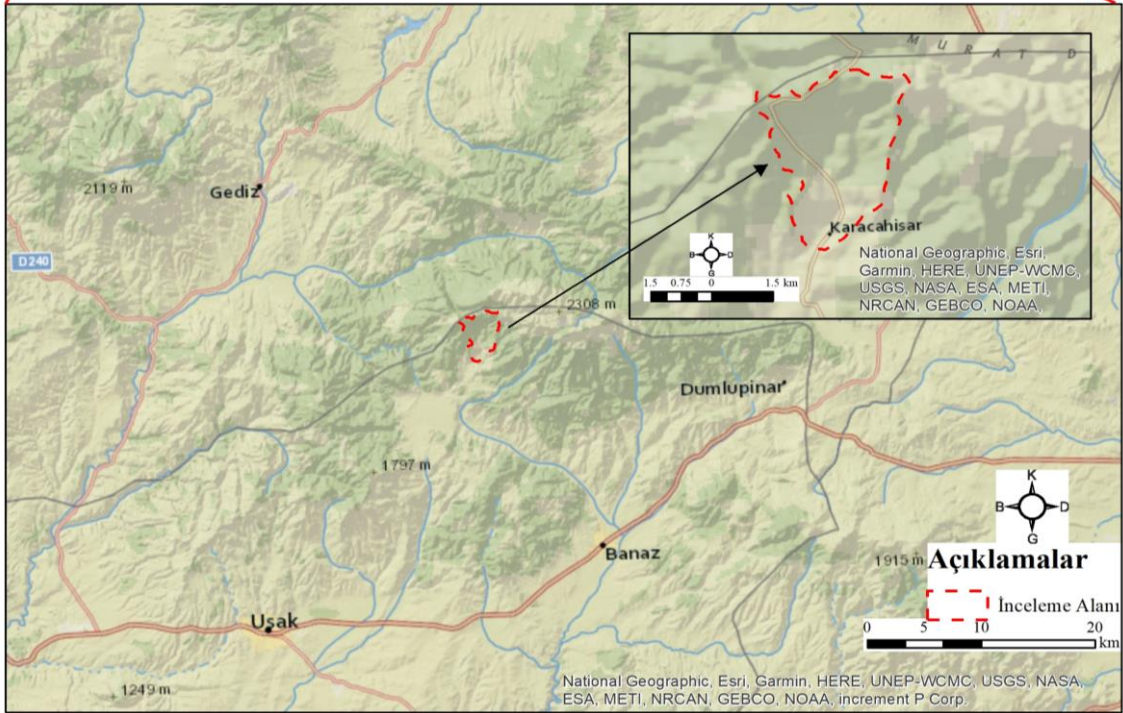 M U R A T D
Karacahisar
K
B D
G
1.5 0.75 0 1.5 km
National Geographic, Esri,
Garmin, HERE, UNEP-WCMC,
USGS, NASA, ESA, METI,
NRCAN, GEBCO, NOAA,
2119 m
Gediz
D240
2308 m
Dumlupınar
1797 m
Banaz
Uşak
1249 m
1915 m
K
B D
G
Açıklamalar
İnceleme Alanı
0 5 10 20
km
National Geographic, Esri, Garmin, HERE, UNEP-WCMC, USGS, NASA,
ESA, METI, NRCAN, GEBCO, NOAA, increment P Corp.